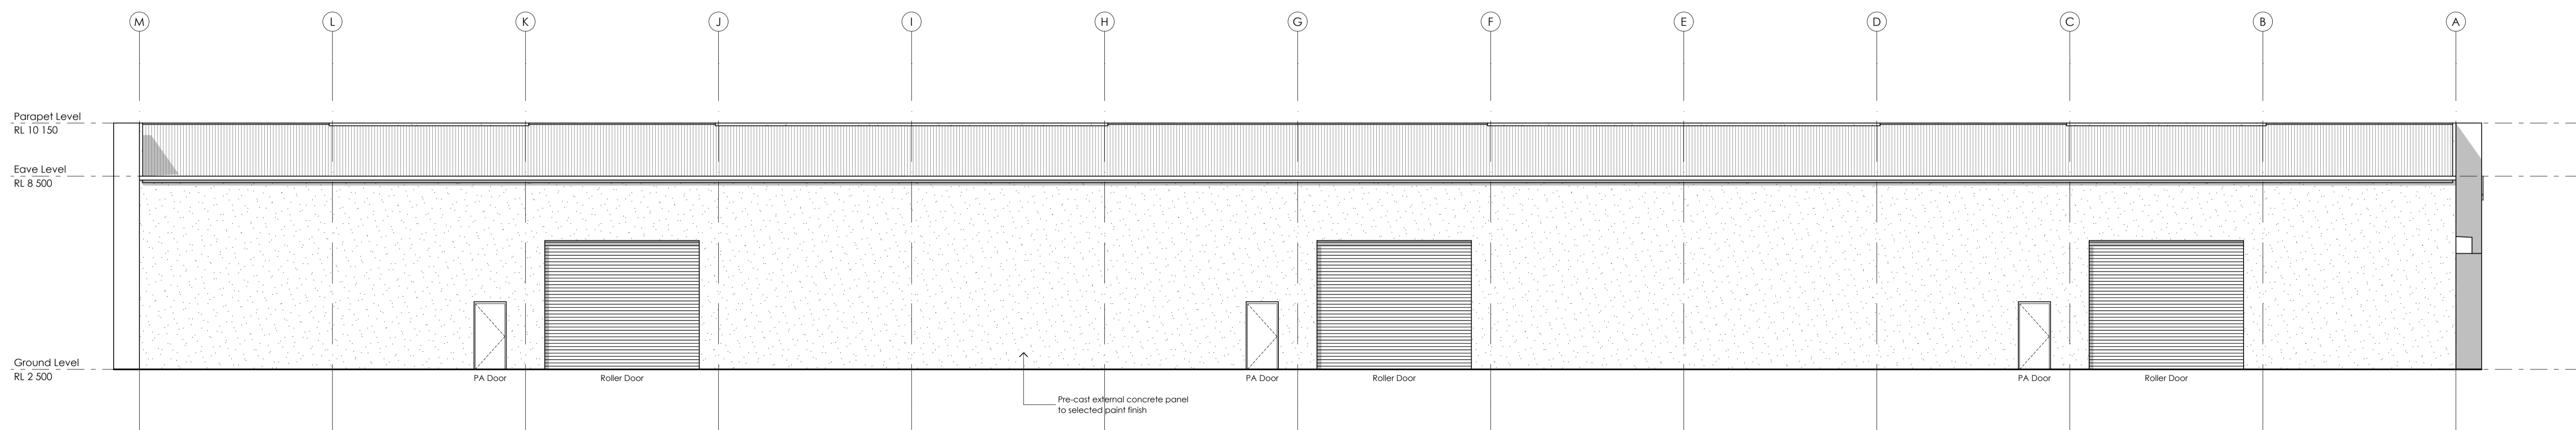 M L K J I H G F E D C B A
Parapet Level
RL 10 150
Eave Level
RL 8 500
Ground Level
RL 2 500
PA Door Roller Door PA Door Roller Door PA Door Roller Door
Pre-cast external concrete panel
to selected paint finish